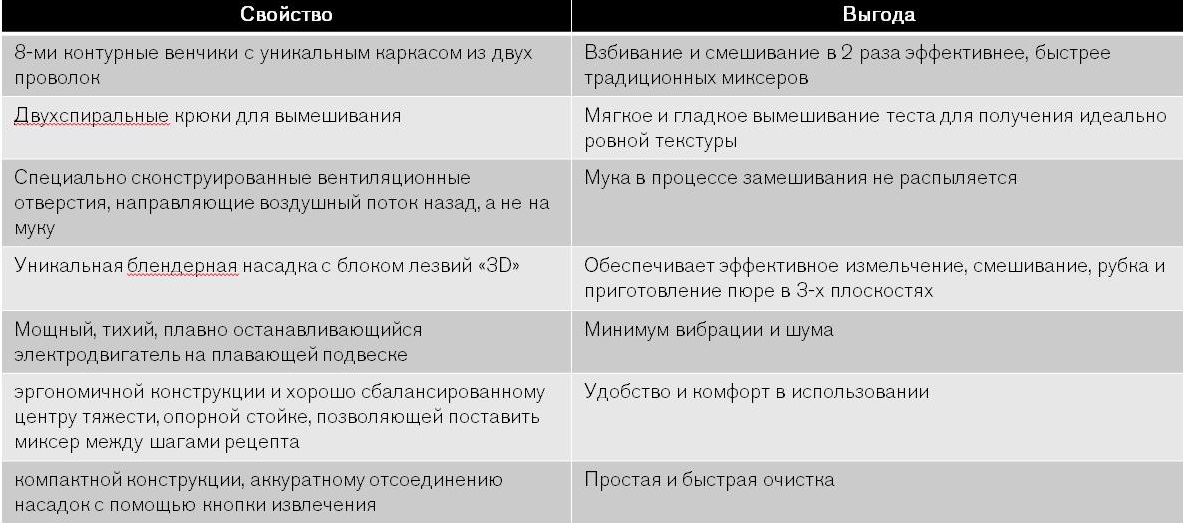 Свойство
Выгода
8-ми контурные венчики с уникальным каркасом из двух
проволок
Взбивание и смешивание в 2 раза эффективнее, быстрее
традиционных миксеров
Двухспиральные крюки для вымешивания
Мягкое и гладкое вымешивание теста для получения идеально
ровной текстуры
Специально сконструированные вентиляционные
отверстия, направляющие воздушный поток назад, а не на
муку
Мука в процессе замешивания не распыляется
Уникальная блендерная насадка с блоком лезвий «3D»
Обеспечивает эффективное измельчение, смешивание, рубка и
приготовление пюре в 3-х плоскостях
Мощный, тихий, плавно останавливающийся
электродвигатель на плавающей подвеске
Минимум вибрации и шума
эргономичной конструкции и хорошо сбалансированному
центру тяжести, опорной стойке, позволяющей поставить
миксер между шагами рецепта
Удобство и комфорт в использовании
компактной конструкции, аккуратному отсоединению
насадок с помощью кнопки извлечения
Простая и быстрая очистка